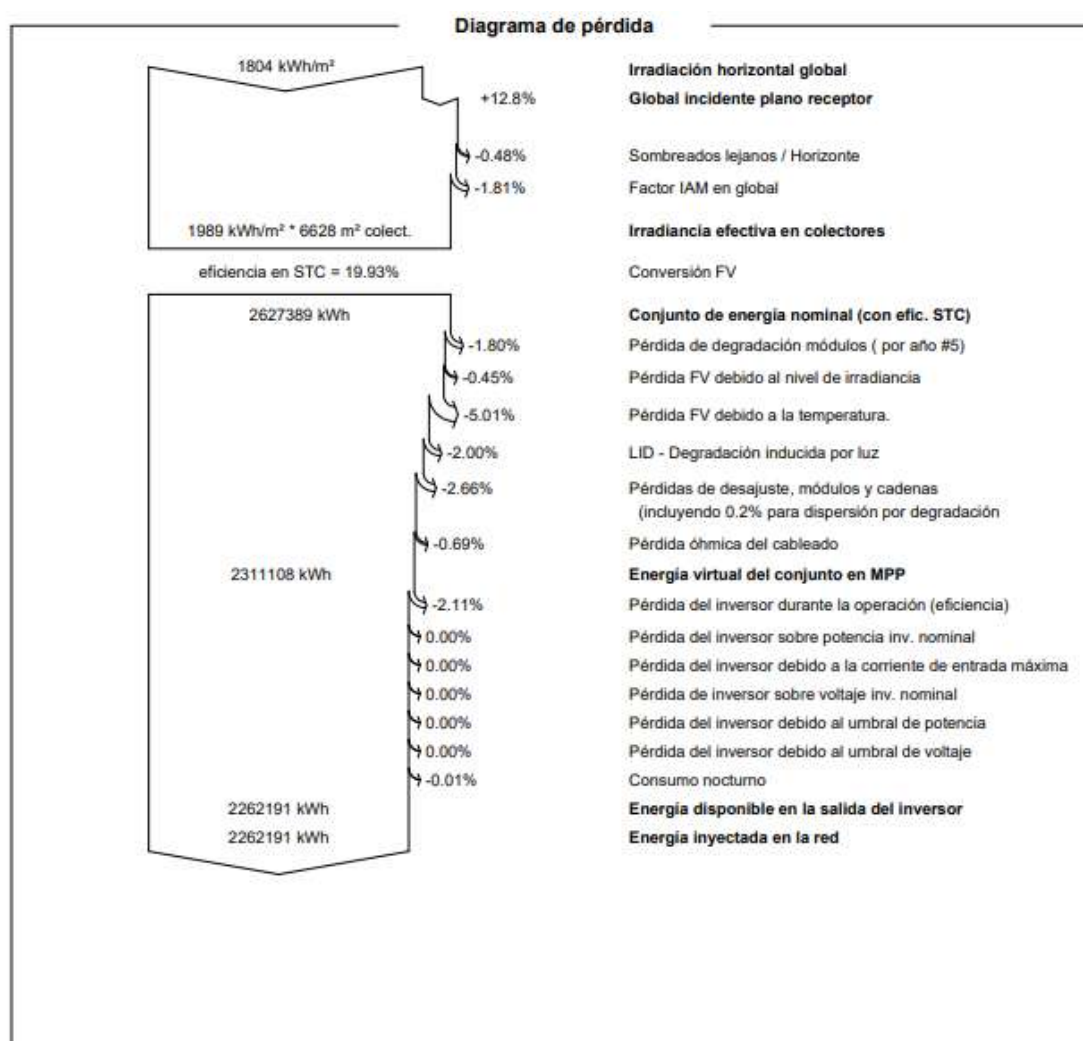 Diagrama de pérdida
1804 kWh/m²
Irradiación horizontal global
+12.8%
Global incidente plano receptor
-0.48%
Sombreados lejanos / Horizonte
-1.81%
Factor IAM en global
1989 kWh/m² * 6628 m² colect.
Irradiancia efectiva en colectores
eficiencia en STC = 19.93%
Conversión FV
2627389 kWh
Conjunto de energía nominal (con efic. STC)
-1.80%
Pérdida de degradación módulos ( por año #5)
-0.45%
Pérdida FV debido al nivel de irradiancia
-5.01%
Pérdida FV debido a la temperatura.
-2.00%
LID - Degradación inducida por luz
-2.66%
Pérdidas de desajuste, módulos y cadenas
(incluyendo 0.2% para dispersión por degradación
-0.69%
Pérdida óhmica del cableado
2311108 kWh
Energía virtual del conjunto en MPP
-2.11%
Pérdida del inversor durante la operación (eficiencia)
0.00%
Pérdida del inversor sobre potencia inv. nominal
0.00%
Pérdida del inversor debido a la corriente de entrada máxima
0.00%
Pérdida de inversor sobre voltaje inv. nominal
0.00%
Pérdida del inversor debido al umbral de potencia
0.00%
Pérdida del inversor debido al umbral de voltaje
-0.01%
Consumo nocturno
2262191 kWh
Energía disponible en la salida del inversor
2262191 kWh
Energía inyectada en la red